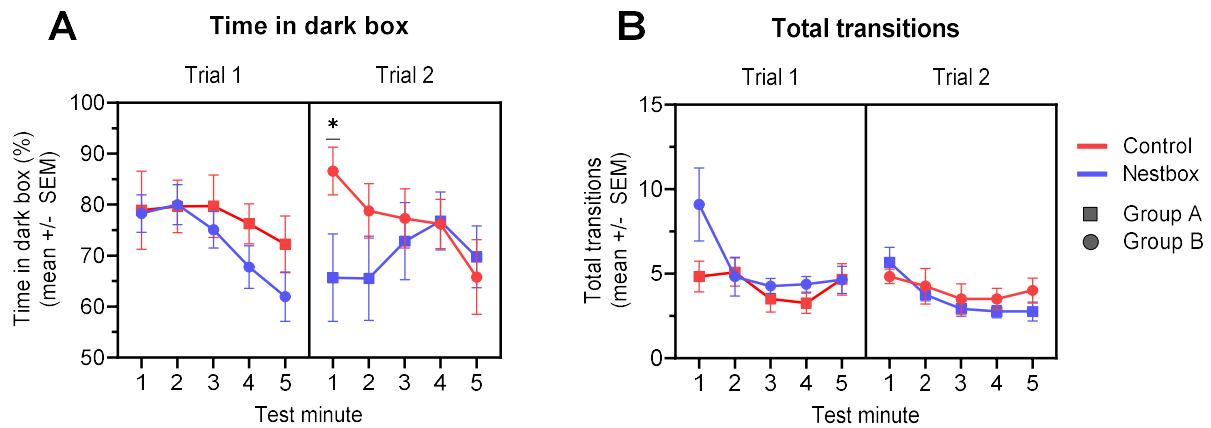 A
Time in dark box
Trial 1
Trial 2
Time in dark box (%)
(mean +/- SEM)
100
90
80
70
60
50
*
1 2 3 4 5
1 2 3 4 5
Test minute
B
Total transitions
Trial 1
Trial 2
Total transitions
(mean +/- SEM)
15
10
5
0
1 2 3 4 5
1 2 3 4 5
Test minute
Control
Nestbox
Group A
Group B